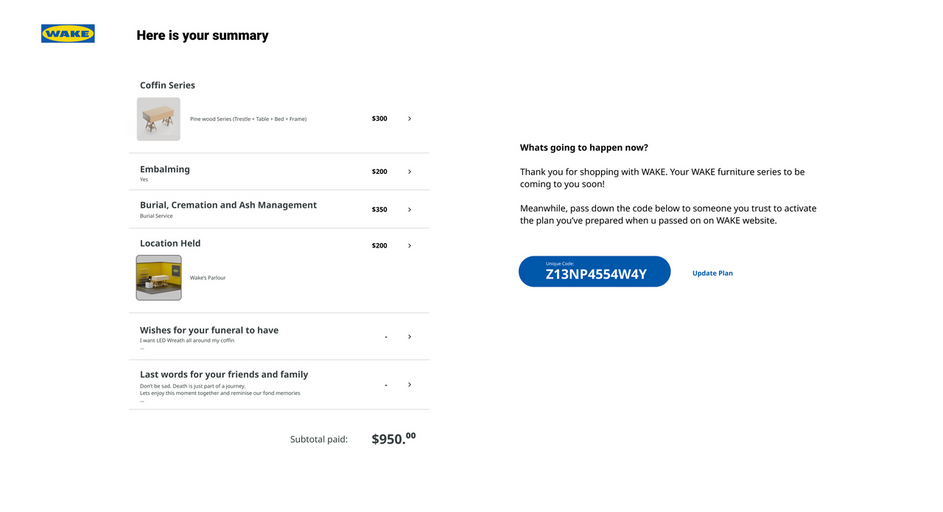 WAKE
Here is your summary
Coffin Series
Pine wood Series (Trestle + Table + Bed + Frame)
$300
Embalming
Yes
$200
Burial, Cremation and Ash Management
Burial Service
$350
Location Held
$200
Wake's Parlour
Wishes for your funeral to have
I want LED Wreath all around my coffin
...
-
Last words for your friends and family
Don't be sad. Death is just part of a journey.
Lets enjoy this moment together and reminise our fond memories
...
-
Subtotal paid: $950.00
Whats going to happen now?
Thank you for shopping with WAKE. Your WAKE furniture series to be
coming to you soon!
Meanwhile, pass down the code below to someone you trust to activate
the plan you've prepared when u passed on on WAKE website.
Unique Code:
Z13NP4554W4Y
Update Plan